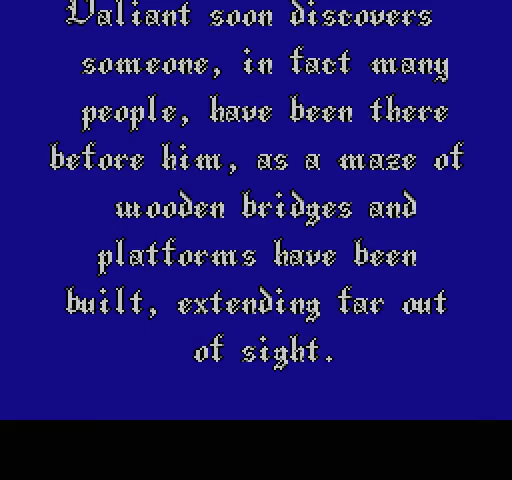 Valiant soon discovers
someone, in fact many
people, have been there
before him, as a maze of
wooden bridges and
platforms have been
built, extending far out
of sight.